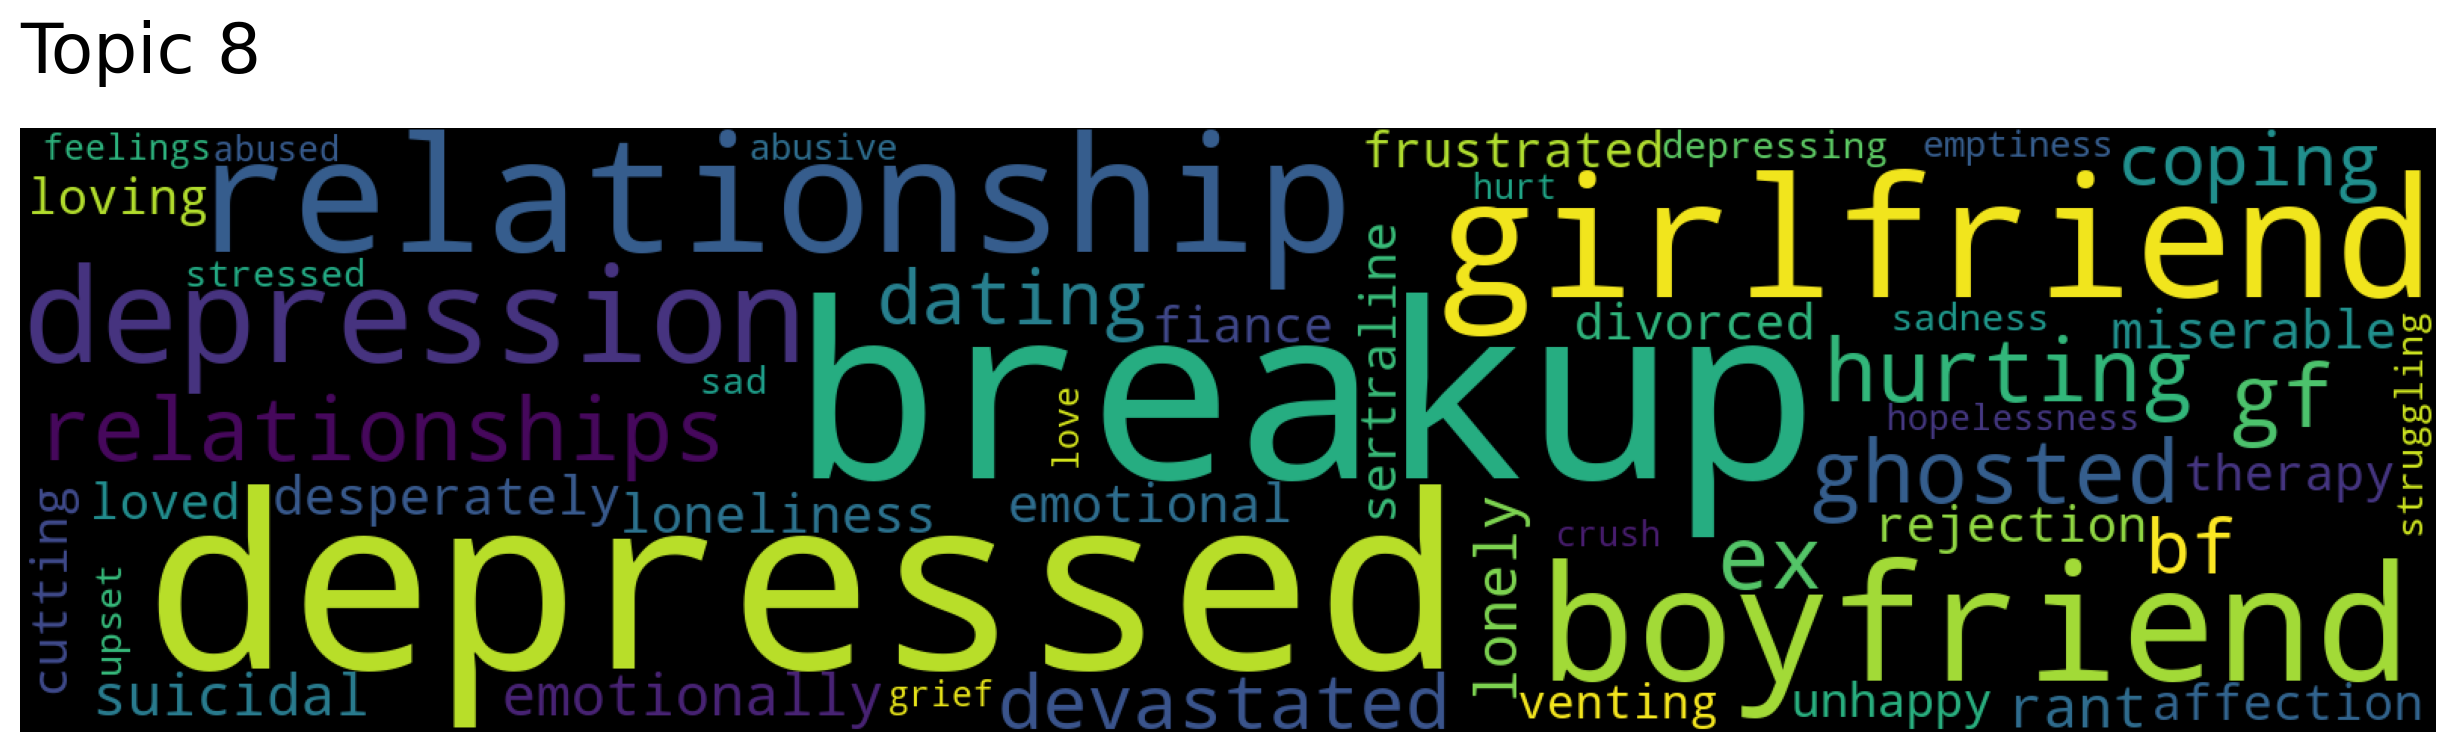 Topic 8
feelings
abused
relationship
abusive
frustrated
depressing
emptiness
coping
loving
hurt
girlfriend
stressed
depression
dating
fiance
sertraline
divorced
sadness
miserable
struggling
sad
breakup
hurting
gf
relationships
love
hopelessness
ghosted
therapy
cutting
loved
desperately
loneliness
emotional
lonely
crush
rejection
ex
bf
upset
depressed
boyfriend
suicidal
emotionally
grief
devastated
venting
unhappy
rant
affection